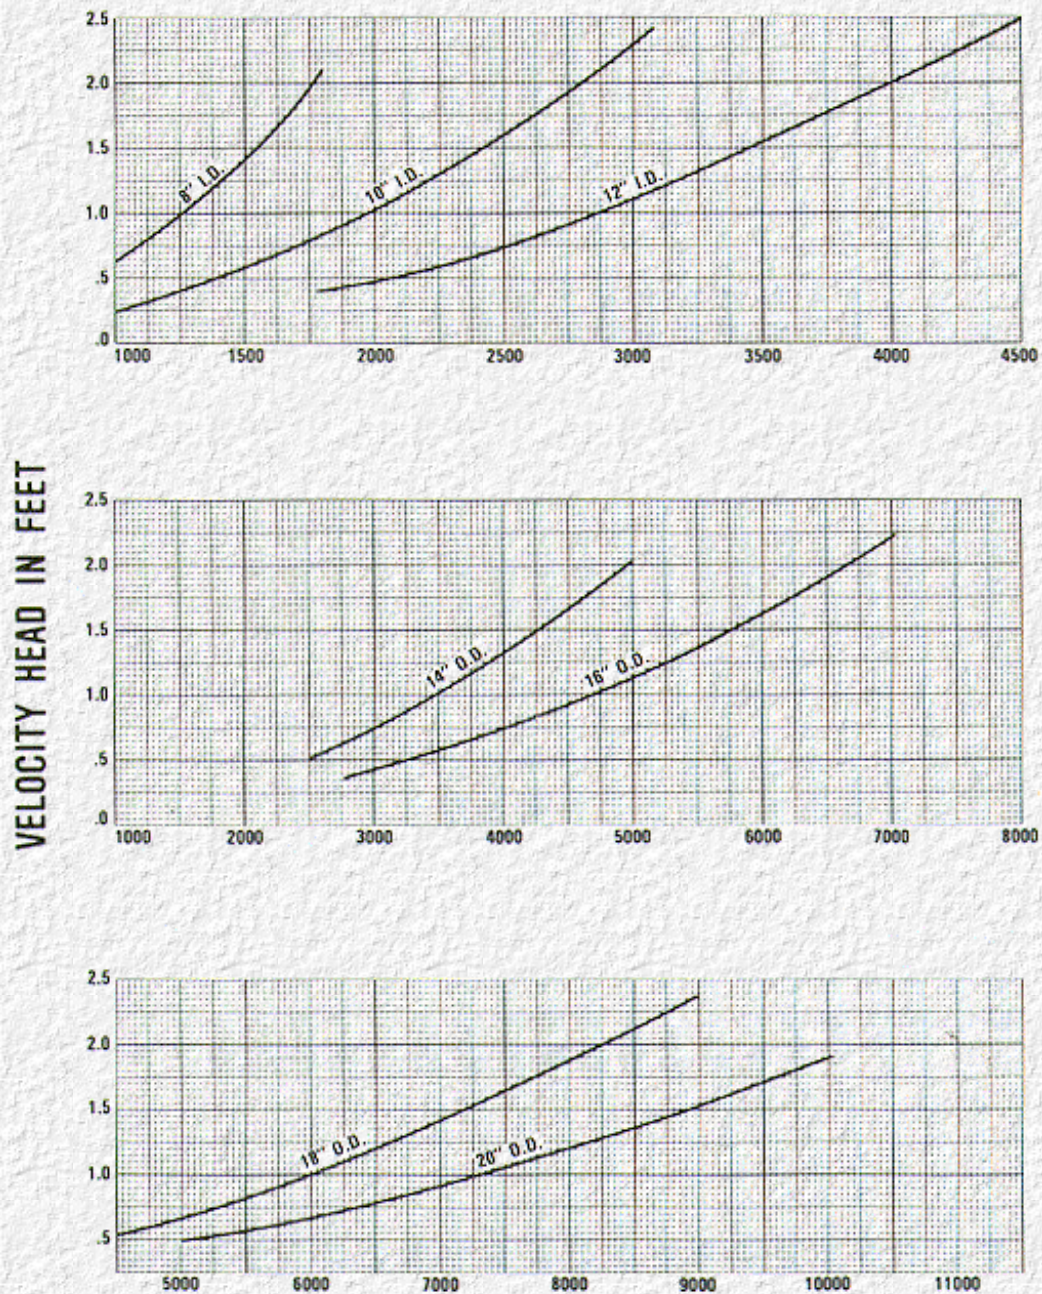 VELOCITY HEAD IN FEET
2.5
2.0
1.5
1.0
.5
.0
8" I.D.
10" I.D.
12" I.D.
1000 1500 2000 2500 3000 3500 4000 4500
2.5
2.0
1.5
1.0
.5
.0
14" O.D.
16" O.D.
1000 2000 3000 4000 5000 6000 7000 8000
2.5
2.0
1.5
1.0
.5
18" O.D.
20" O.D.
5000 6000 7000 8000 9000 10000 11000